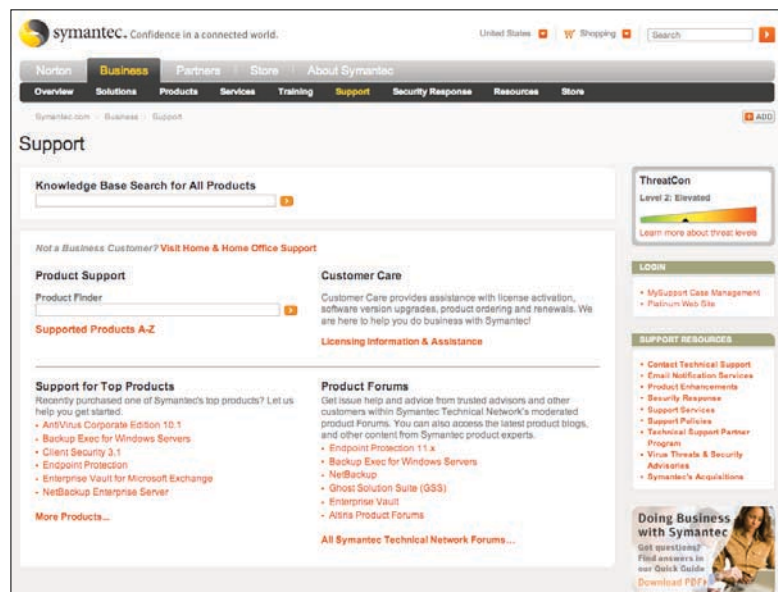 symantec. Confidence in a connected world.
United States
Shopping
Search
Norton
Business
Partners
Store
About Symantec
Overview
Solutions
Products
Services
Training
Support
Security Response
Resources
Store
Symantec.com
Business
Support
ADD
Support
Knowledge Base Search for All Products
Not a Business Customer? Visit Home & Home Office Support
Product Support
Product Finder
Supported Products A-Z
Customer Care
Customer Care provides assistance with license activation,
software version upgrades, product ordering and renewals. We
are here to help you do business with Symantec!
Licensing Information & Assistance
Support for Top Products
Recently purchased one of Symantec's top products? Let us
help you get started.
• AntiVirus Corporate Edition 10.1
• Backup Exec for Windows Servers
• Client Security 3.1
• Endpoint Protection
• Enterprise Vault for Microsoft Exchange
• NetBackup Enterprise Server
More Products...
Product Forums
Get issue help and advice from trusted advisors and other
customers within Symantec Technical Network's moderated
product Forums. You can also access the latest product blogs,
and other content from Symantec product experts.
• Endpoint Protection 11.x
• Backup Exec for Windows Servers
• NetBackup
• Ghost Solution Suite (GSS)
• Enterprise Vault
• Altiris Product Forums
All Symantec Technical Network Forums...
ThreatCon
Level 2: Elevated
Learn more about threat levels
LOGIN
• MySupport Case Management
• Platinum Web Site
SUPPORT RESOURCES
• Contact Technical Support
• Email Notification Services
• Product Enhancements
• Security Response
• Support Services
• Support Policies
• Technical Support Partner
Program
• Virus Threats & Security
Advisories
• Symantec's Acquisitions
Doing Business
with Symantec
Got questions?
Find answers in
our Quick Guide
Download PDF